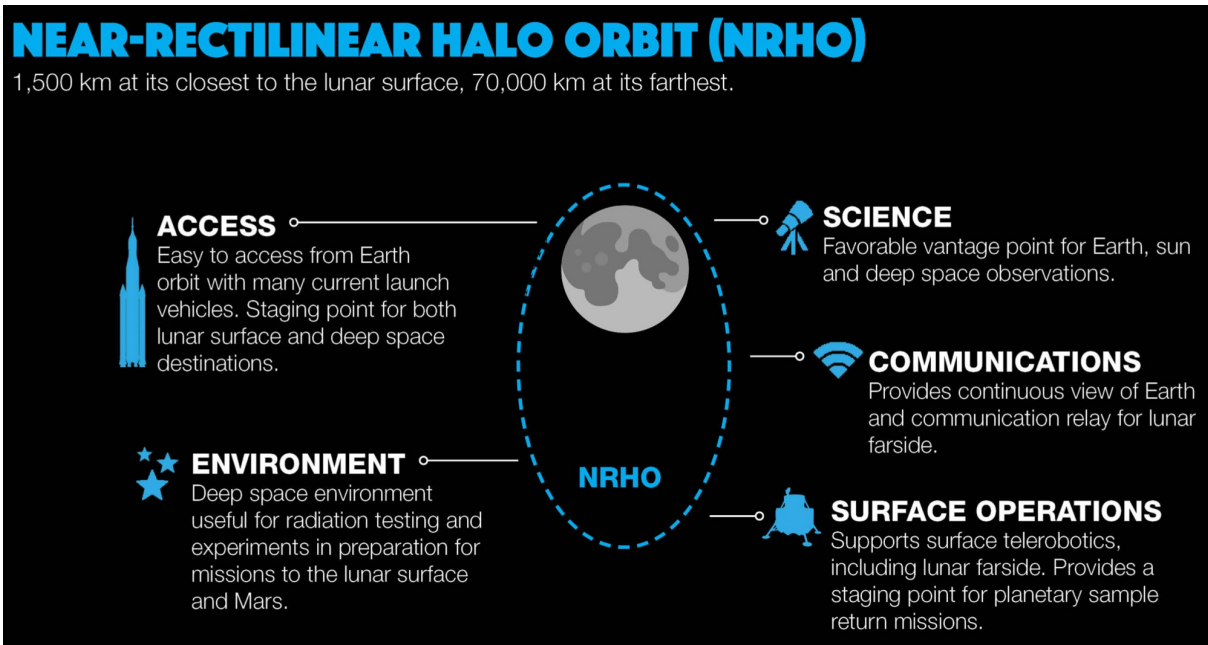 NEAR-RECTILINEAR HALO ORBIT (NRHO)
1,500 km at its closest to the lunar surface, 70,000 km at its farthest.
ACCESS
Easy to access from Earth
orbit with many current launch
vehicles. Staging point for both
lunar surface and deep space
destinations.
ENVIRONMENT
Deep space environment
useful for radiation testing and
experiments in preparation for
missions to the lunar surface
and Mars.
NRHO
SCIENCE
Favorable vantage point for Earth, sun
and deep space observations.
COMMUNICATIONS
Provides continuous view of Earth
and communication relay for lunar
farside.
SURFACE OPERATIONS
Supports surface telerobotics,
including lunar farside. Provides a
staging point for planetary sample
return missions.